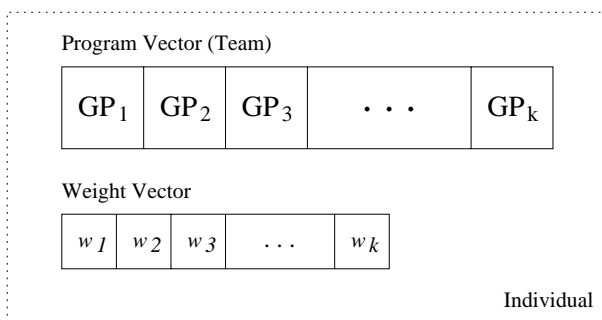 Program Vector (Team)
GP1 GP2 GP3 . . . GPk
Weight Vector
w1 w2 w3 . . . wk
Individual